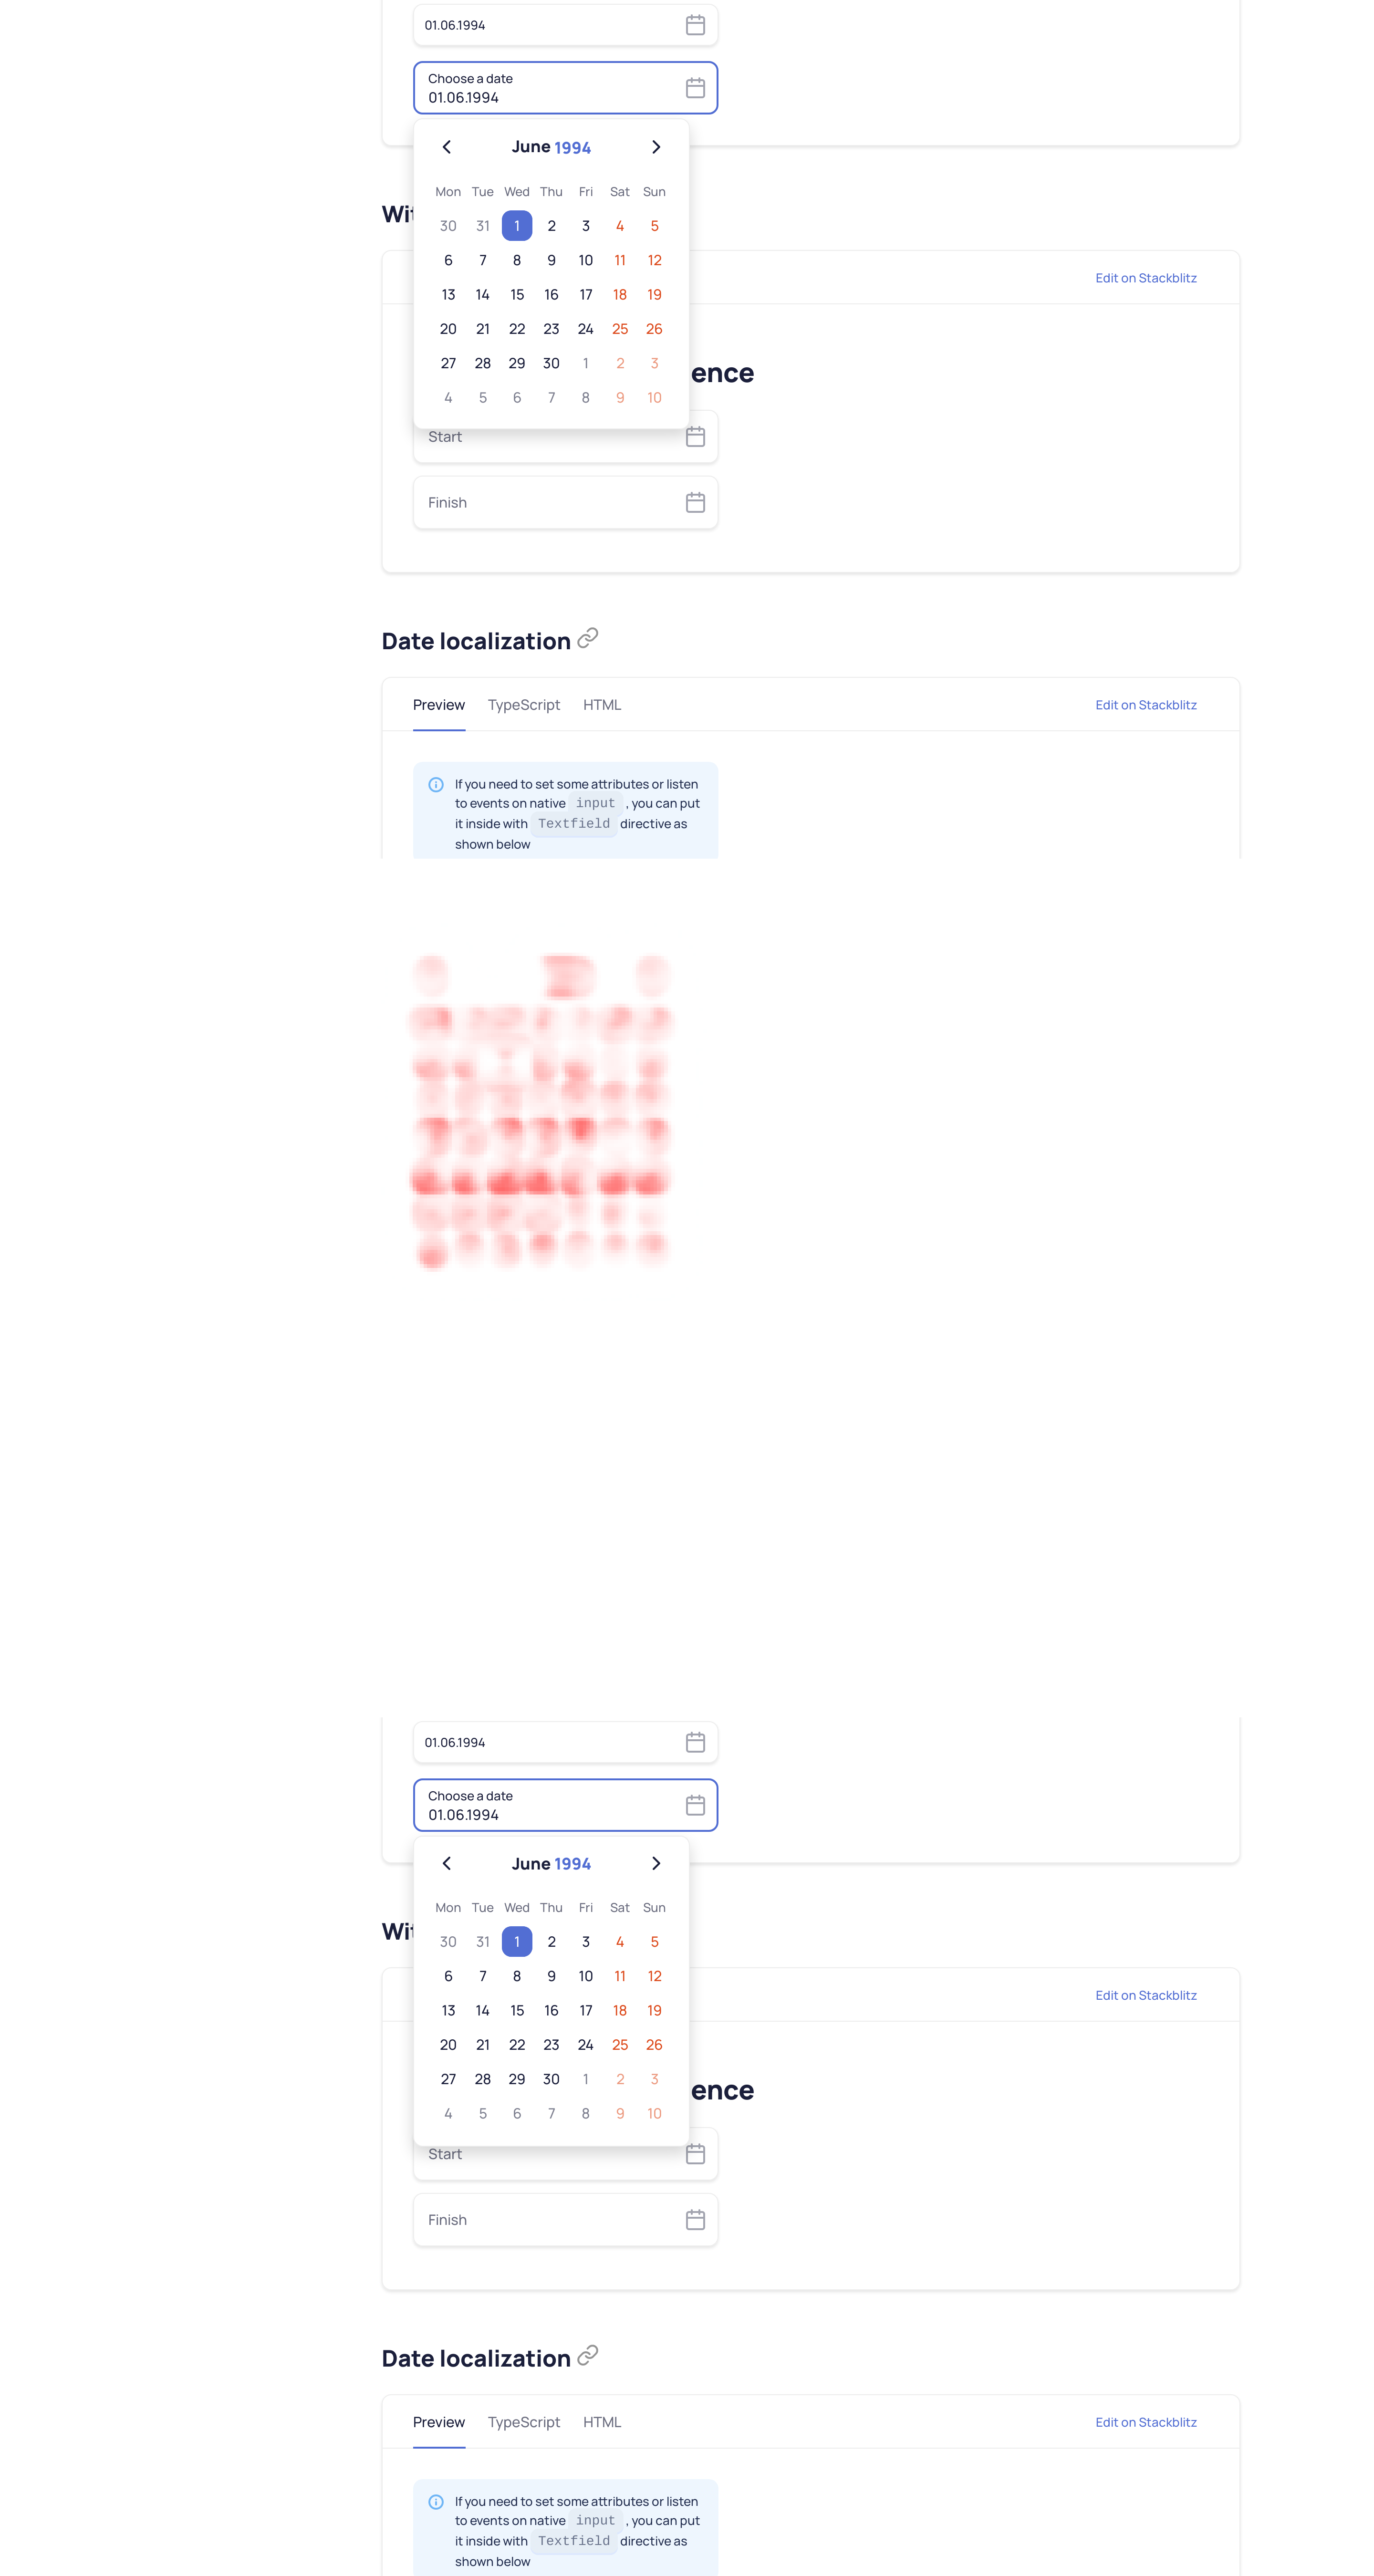 01.06.1994
Choose a date
01.06.1994
June 1994
Mon Tue Wed Thu Fri Sat Sun
30 31 1 2 3 4 5
6 7 8 9 10 11 12
13 14 15 16 17 18 19
20 21 22 23 24 25 26
27 28 29 30 1 2 3
4 5 6 7 8 9 10
Edit on Stackblitz
Start
Finish
Date localization
Preview TypeScript HTML Edit on Stackblitz
If you need to set some attributes or listen
to events on native input , you can put
it inside with Textfield directive as
shown below
01.06.1994
Choose a date
01.06.1994
June 1994
Mon Tue Wed Thu Fri Sat Sun
30 31 1 2 3 4 5
6 7 8 9 10 11 12
13 14 15 16 17 18 19
20 21 22 23 24 25 26
27 28 29 30 1 2 3
4 5 6 7 8 9 10
Edit on Stackblitz
Start
Finish
Date localization
Preview TypeScript HTML Edit on Stackblitz
If you need to set some attributes or listen
to events on native input , you can put
it inside with Textfield directive as
shown below